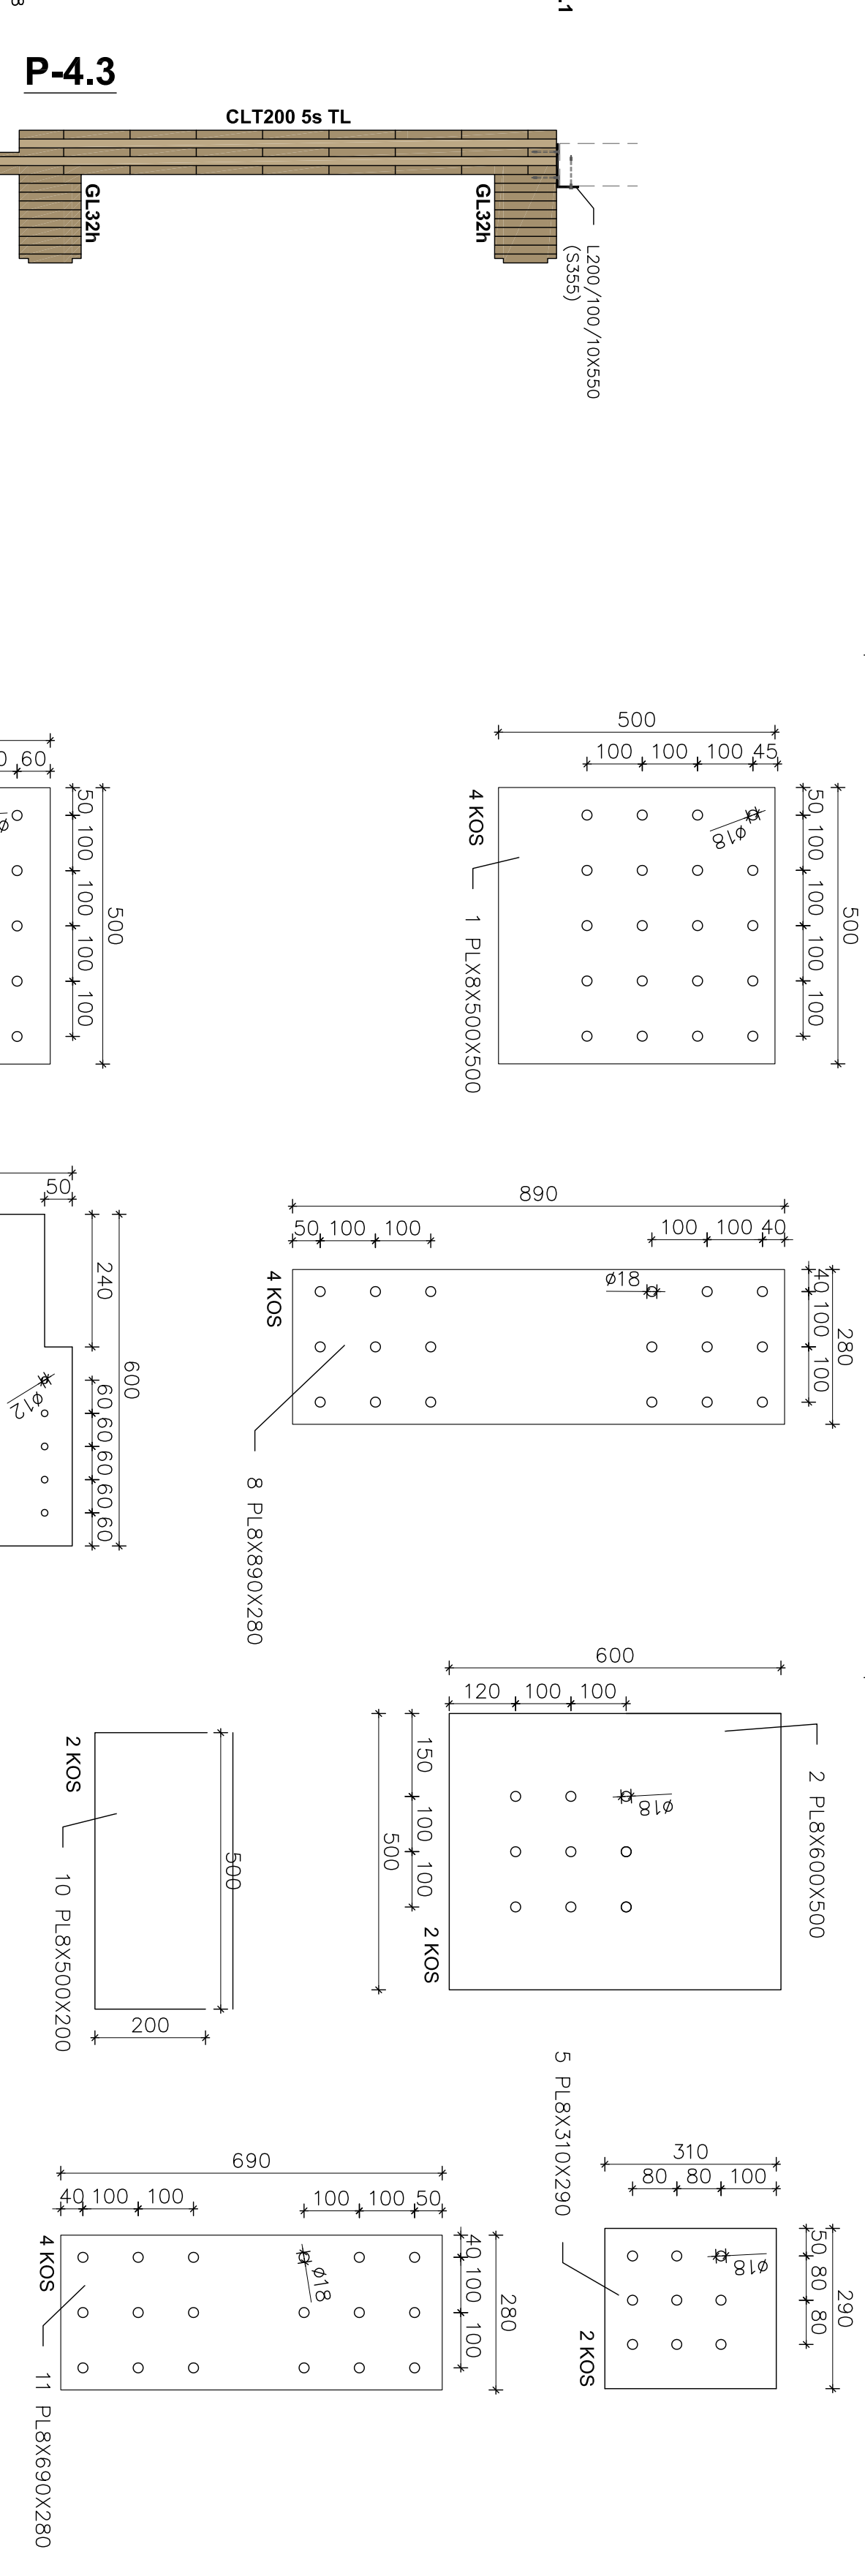 P-4.3
CLT200 5s TL
GL32h
GL32h
L200/100/10X550
(S355)
.1
60
50 100 100 100 100
500
500
100 100 100 45
50 100 100 100 100
500
ø18
4 KOS
1 PLX8X500X500
50
240
600
60 60 60 60 60
ø12
890
50 100 100
100 100 40
40 100 100
280
ø18
4 KOS
8 PL8X890X280
600
120 100 100
150 100 100
500
ø18
2 KOS
2 PL8X600X500
500
200
2 KOS
10 PL8X500X200
690
40 100 100
100 100 50
40 100 100
280
ø18
4 KOS
11 PL8X690X280
310
80 80 100
50 80 80
290
ø18
2 KOS
5 PL8X310X290